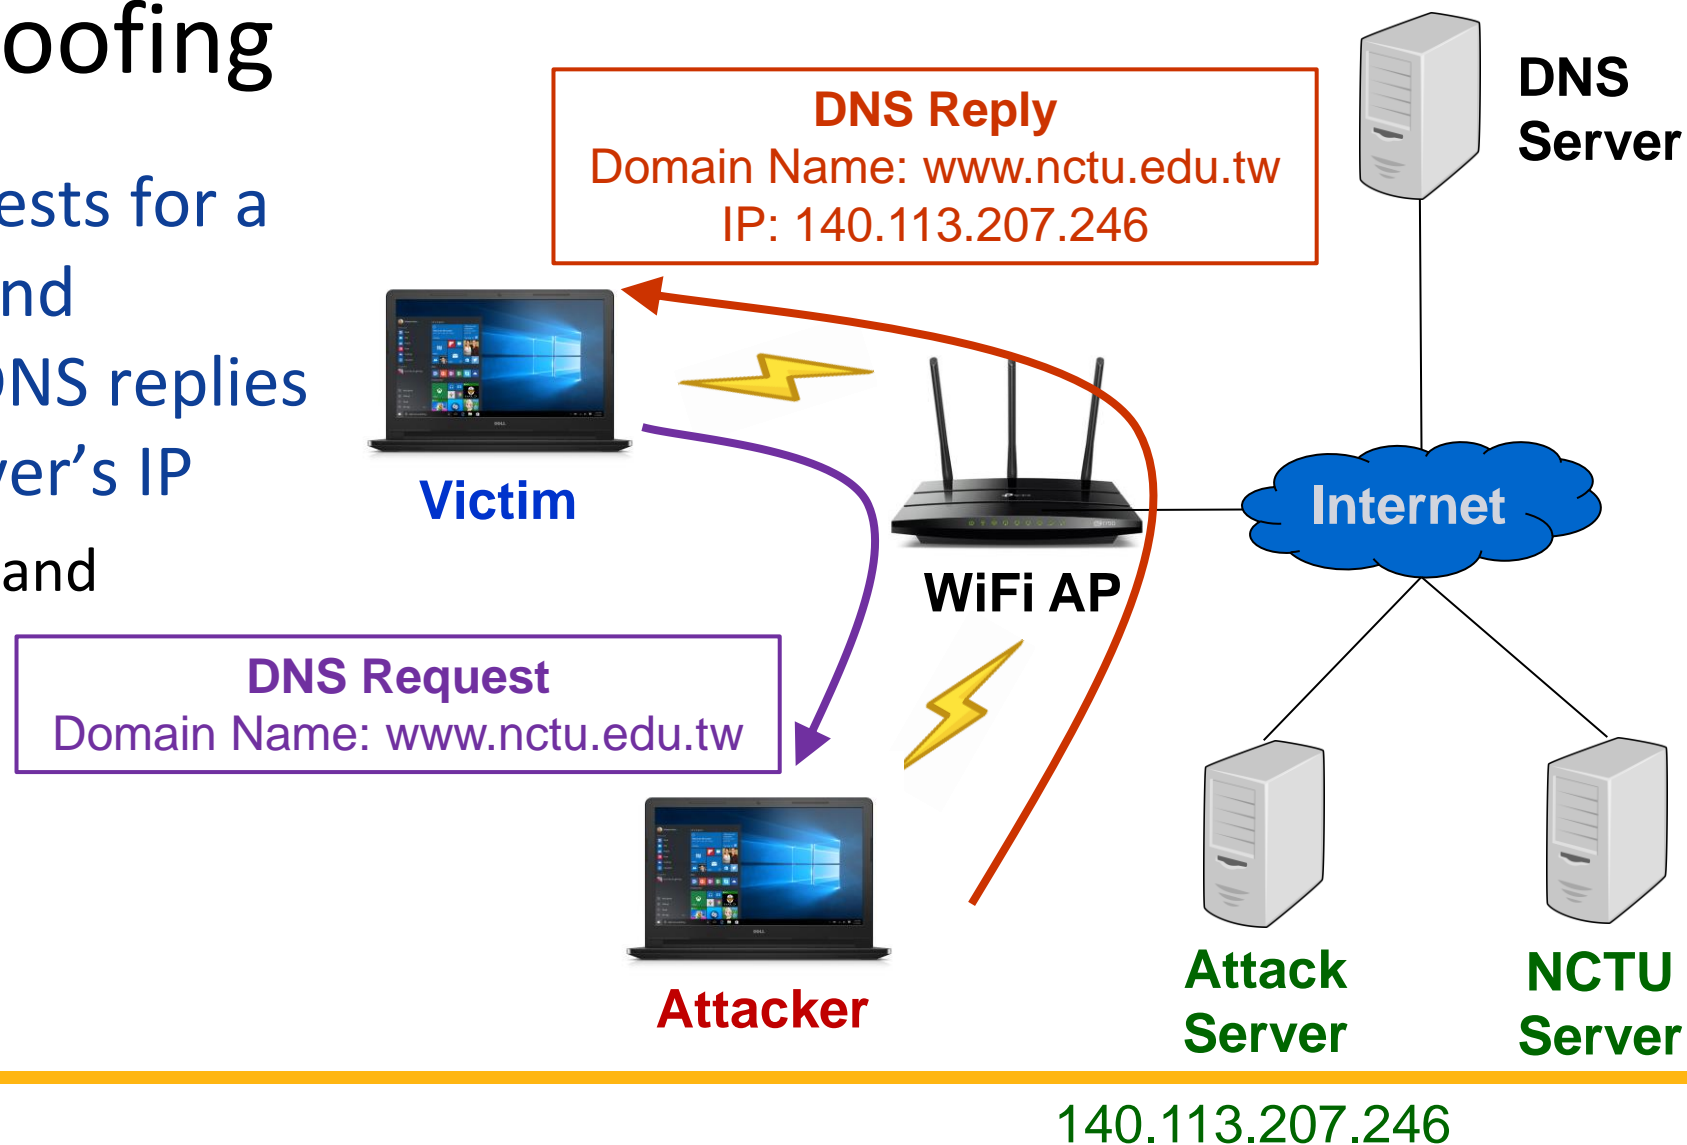 oofing
ests for a
nd
DNS replies
ver's IP
and
DNS Reply
Domain Name: www.nctu.edu.tw
IP: 140.113.207.246
DNS
Server
Victim
WiFi AP
Internet
DNS Request
Domain Name: www.nctu.edu.tw
Attacker
Attack
Server
NCTU
Server
140.113.207.246